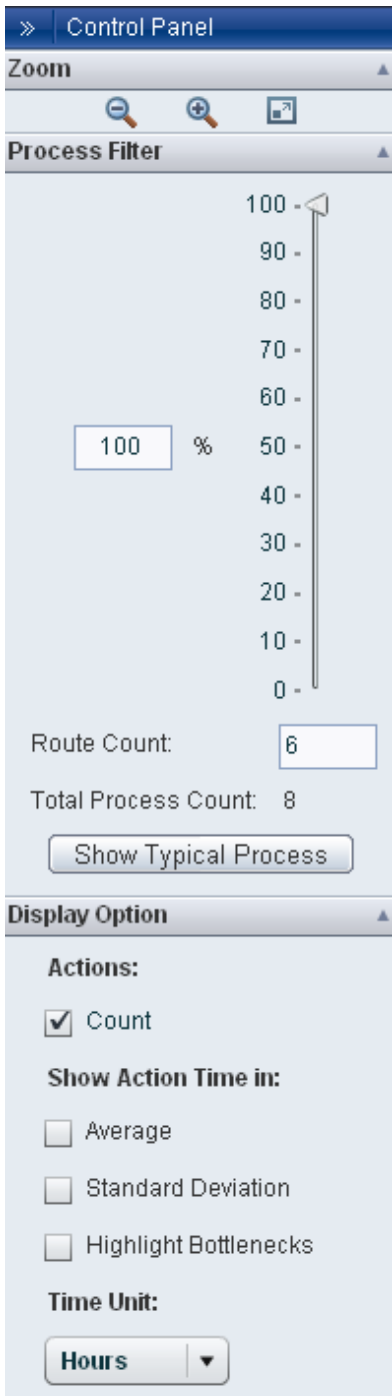 » Control Panel
Zoom
Process Filter
100 -
90 -
80 -
70 -
60 -
100 % 50 -
40 -
30 -
20 -
10 -
0 -
Route Count: 6
Total Process Count: 8
Show Typical Process
Display Option
Actions:
Count
Show Action Time in:
Average
Standard Deviation
Highlight Bottlenecks
Time Unit:
Hours